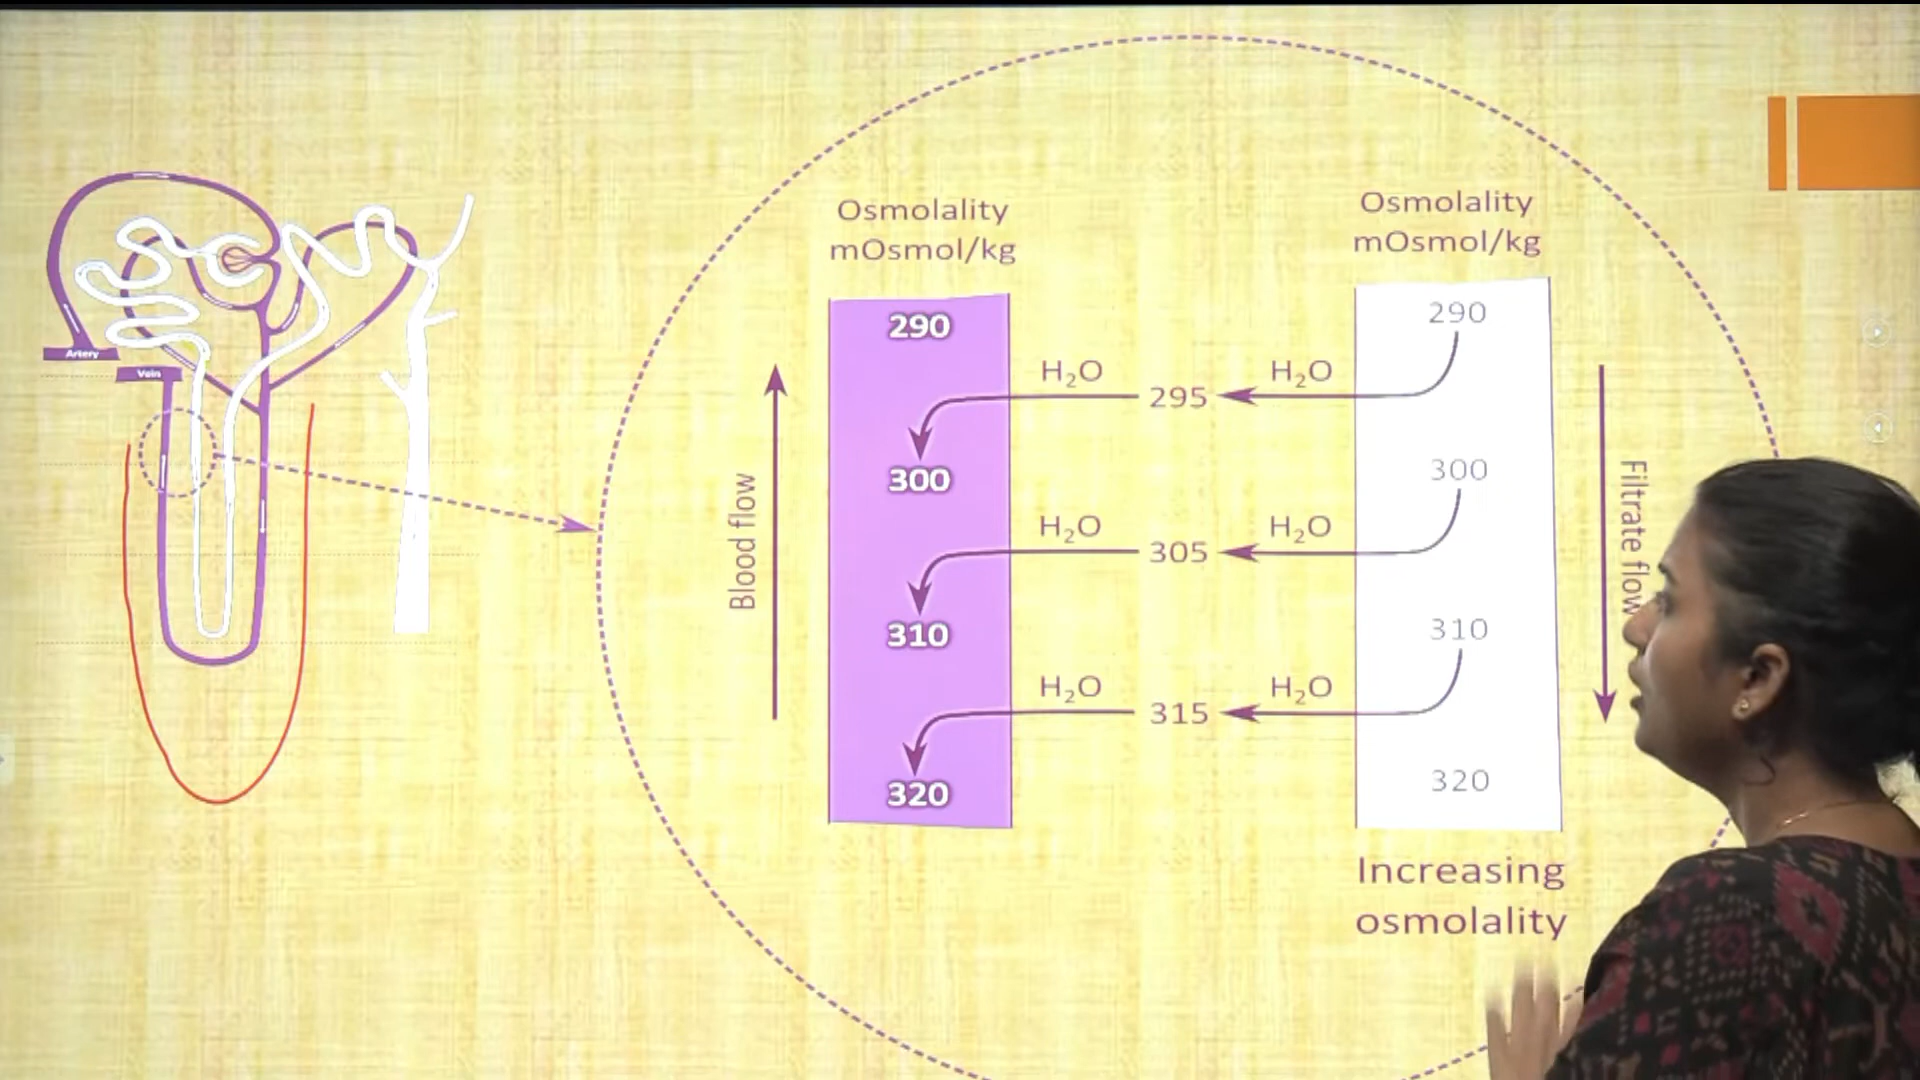 Artery
Vein
Osmolality
mOsmol/kg
290
300
310
320
Blood flow
H₂O
295
H₂O
H₂O
305
H₂O
H₂O
315
H₂O
Osmolality
mOsmol/kg
290
300
310
320
Filtrate flow
Increasing
osmolality